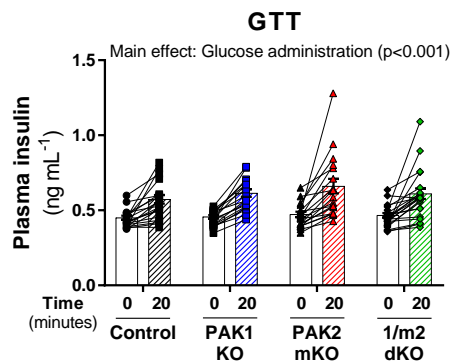 GTT
Main effect: Glucose administration (p<0.001)
Plasma insulin
(ng mL⁻¹)
1.5
1.0
0.5
0.0
Time 0 20 0 20 0 20 0 20
(minutes)
Control PAK1 PAK2 1/m2
KO mKO dKO